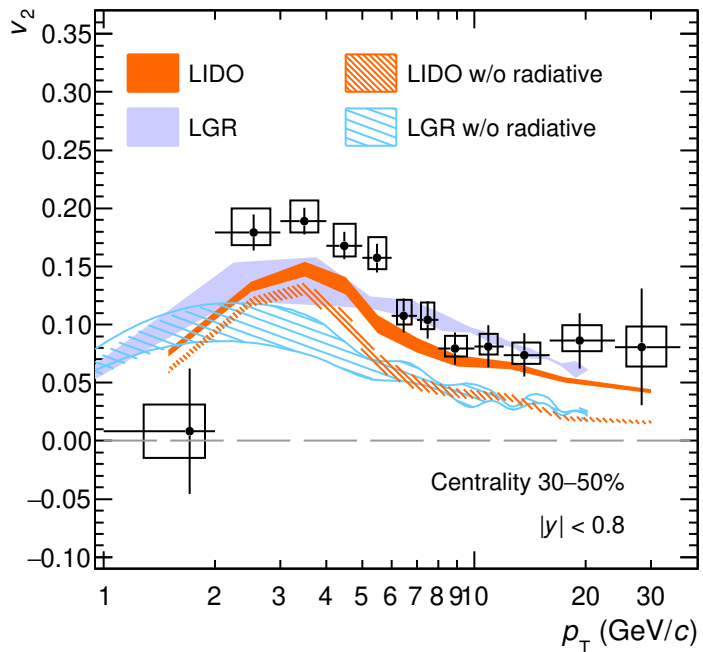 v₂
0.35
0.30
0.25
0.20
0.15
0.10
0.05
0.00
−0.05
−0.10
LIDO
LIDO w/o radiative
LGR
LGR w/o radiative
Centrality 30–50%
|y| < 0.8
1 2 3 4 5 6 7 8 9 10 20 30
p_T (GeV/c)